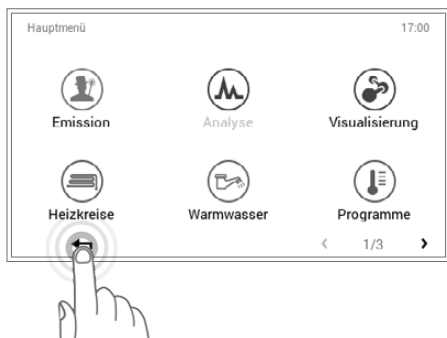 Hauptmenü 17:00
Emission Analyse Visualisierung
Heizkreise Warmwasser Programme
1/3